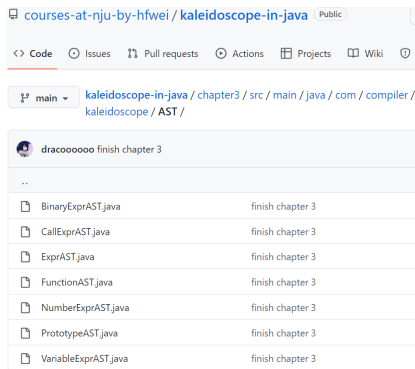 courses-at-nju-by-hfwei / kaleidoscope-in-java Public
Code Issues Pull requests Actions Projects Wiki
main
kaleidoscope-in-java / chapter3 / src / main / java / com / compiler /
kaleidoscope / AST /
dracoooooo finish chapter 3
..
BinaryExprAST.java finish chapter 3
CallExprAST.java finish chapter 3
ExprAST.java finish chapter 3
FunctionAST.java finish chapter 3
NumberExprAST.java finish chapter 3
PrototypeAST.java finish chapter 3
VariableExprAST.java finish chapter 3